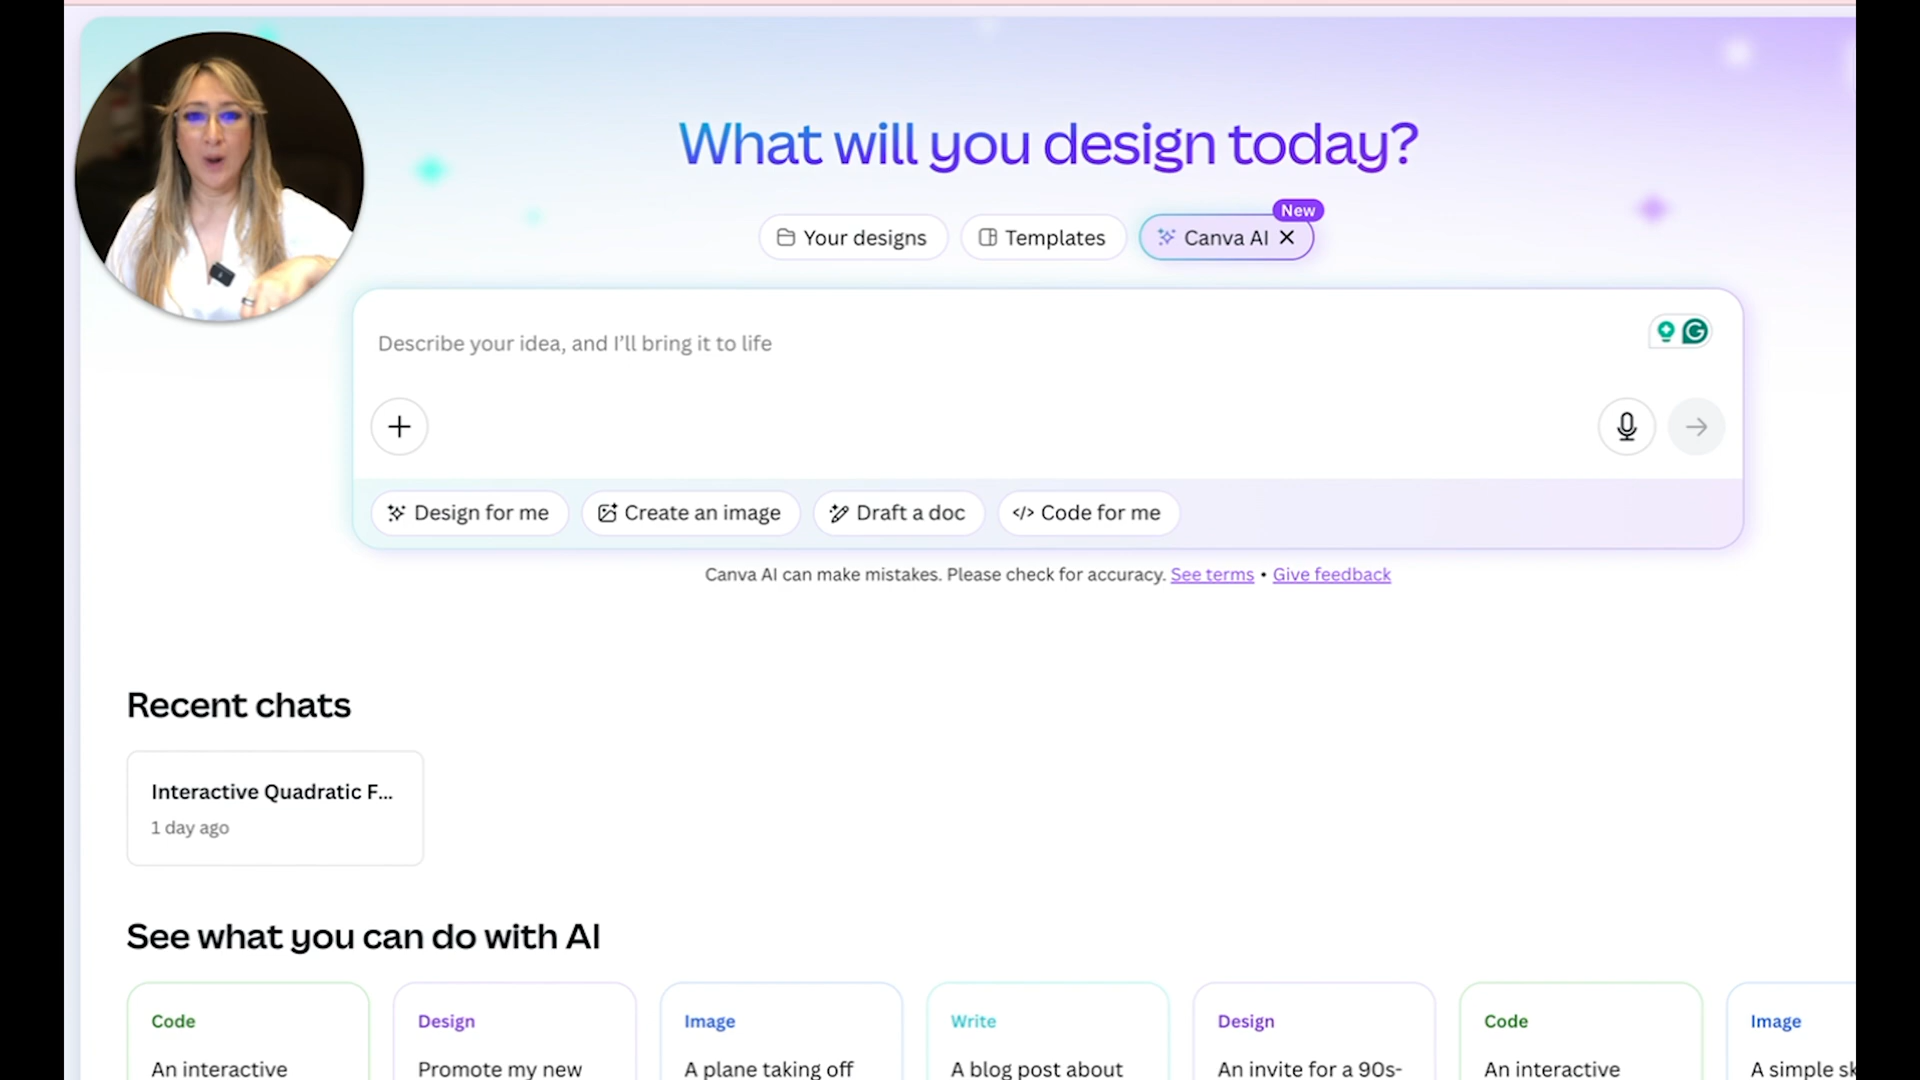 What will you design today?
New
Your designs
Templates
Canva AI
Describe your idea, and I'll bring it to life
Design for me
Create an image
Draft a doc
</> Code for me
Canva AI can make mistakes. Please check for accuracy. See terms • Give feedback
Recent chats
Interactive Quadratic F...
1 day ago
See what you can do with AI
Code
Design
Image
Write
Design
Code
Image
An interactive
Promote my new
A plane taking off
A blog post about
An invite for a 90s-
An interactive
A simple sk